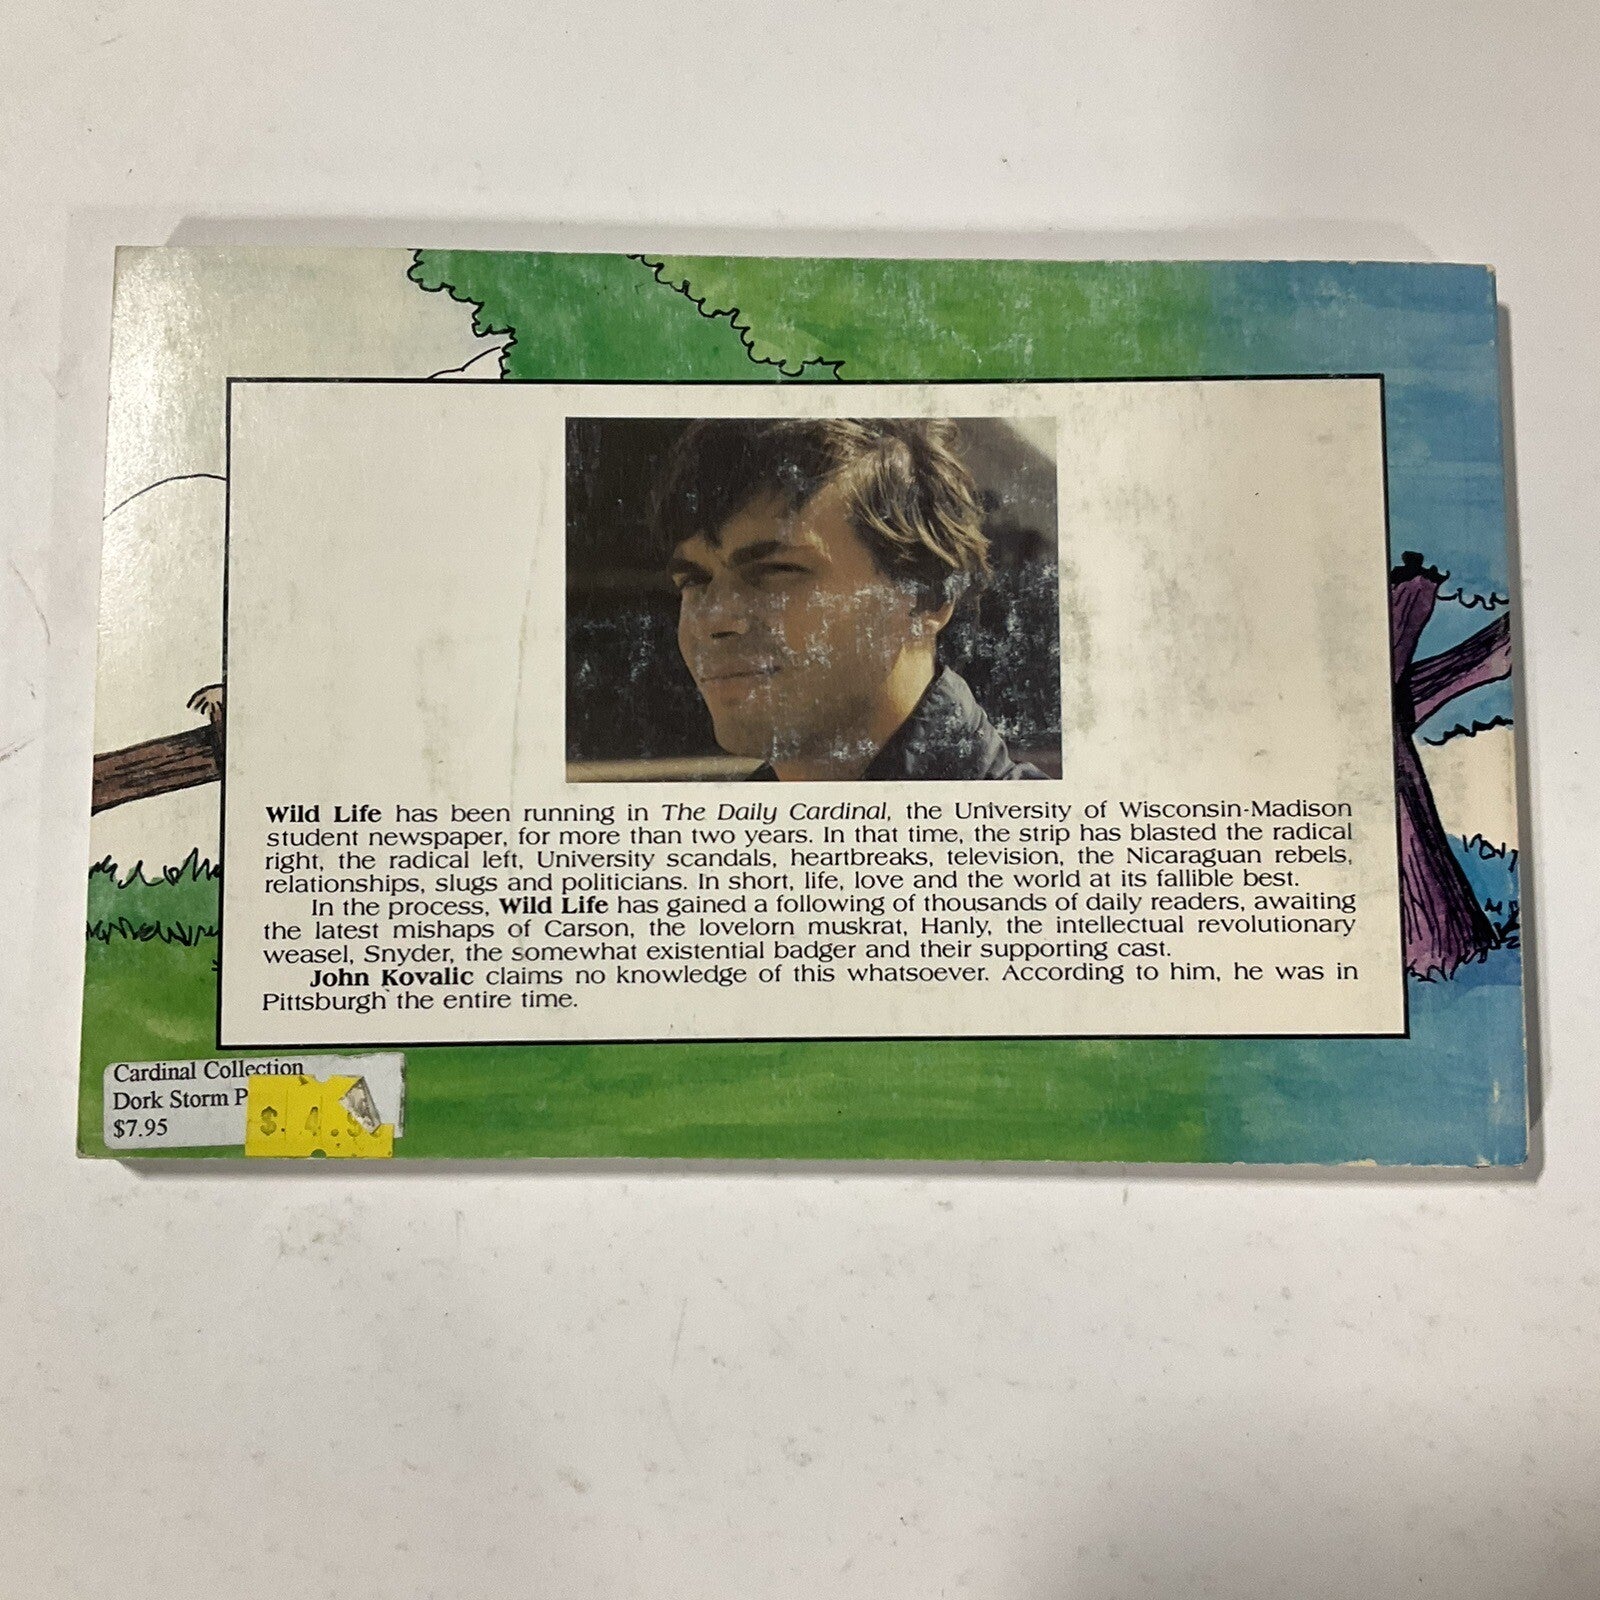 Wild Life has been running in The Daily Cardinal, the University of Wisconsin-Madison
student newspaper, for more than two years. In that time, the strip has blasted the radical
right, the radical left, University scandals, heartbreaks, television, the Nicaraguan rebels,
relationships, slugs and politicians. In short, life, love and the world at its fallible best.
In the process, Wild Life has gained a following of thousands of daily readers, awaiting
the latest mishaps of Carson, the lovelorn muskrat, Hanly, the intellectual revolutionary
weasel, Snyder, the somewhat existential badger and their supporting cast.
John Kovalic claims no knowledge of this whatsoever. According to him, he was in
Pittsburgh the entire time.
Cardinal Collection
Dork Storm P
$7.95